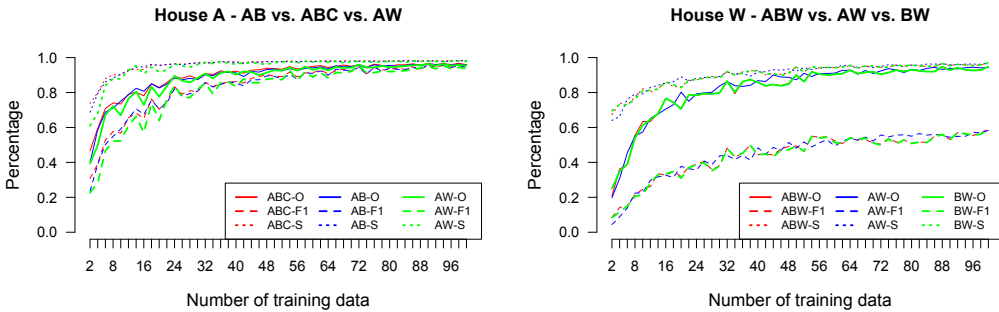 House A - AB vs. ABC vs. AW
Percentage
1.0
0.8
0.6
0.4
0.2
0.0
ABC-O AB-O AW-O
ABC-F1 AB-F1 AW-F1
ABC-S AB-S AW-S
2 8 16 24 32 40 48 56 64 72 80 88 96
Number of training data
House W - ABW vs. AW vs. BW
Percentage
1.0
0.8
0.6
0.4
0.2
0.0
ABW-O AW-O BW-O
ABW-F1 AW-F1 BW-F1
ABW-S AW-S BW-S
2 8 16 24 32 40 48 56 64 72 80 88 96
Number of training data